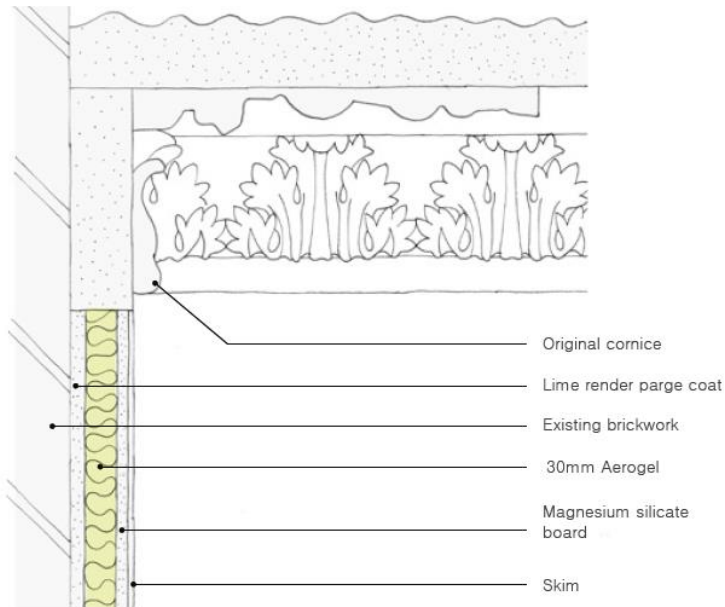 Original cornice
Lime render parge coat
Existing brickwork
30mm Aerogel
Magnesium silicate
board
Skim